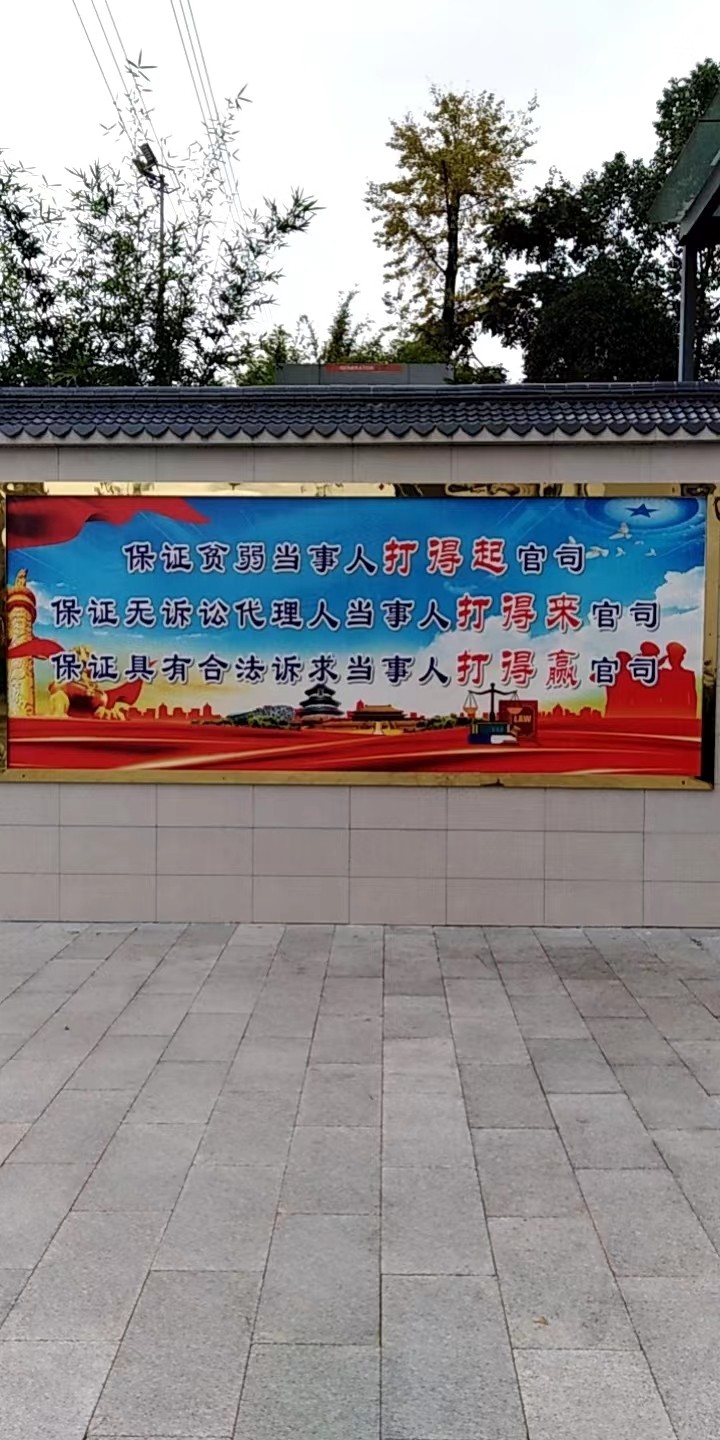 保证贫弱当事人打得起官司
保证无诉讼代理人当事人打得来官司
保证具有合法诉求当事人打得赢官司
LAW